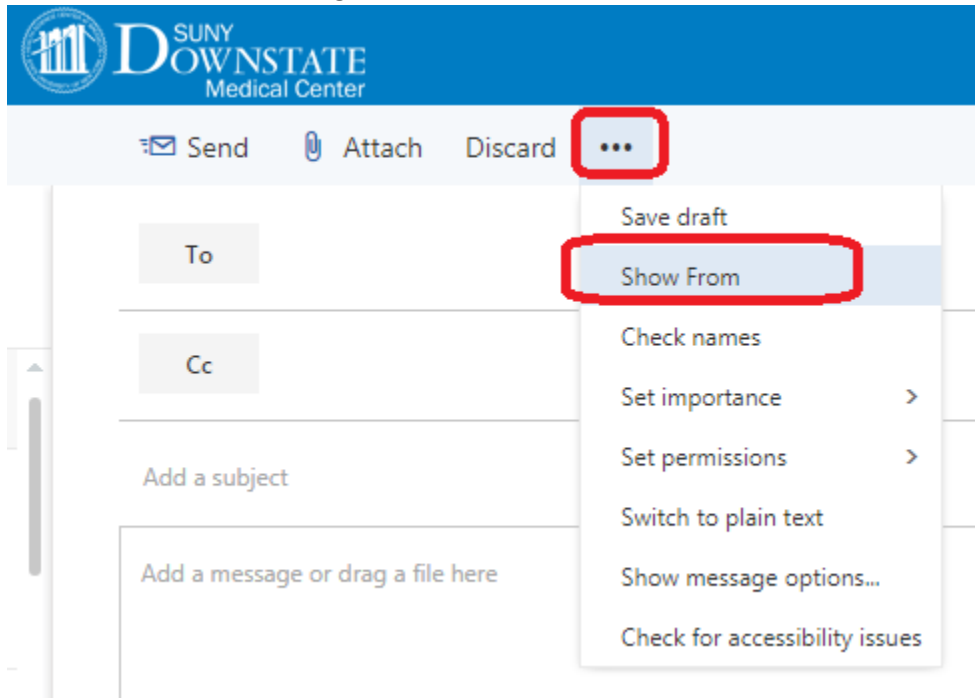 SUNY
DOWNSTATE
Medical Center
Send Attach Discard •••
To
Cc
Add a subject
Add a message or drag a file here
Save draft
Show From
Check names
Set importance >
Set permissions >
Switch to plain text
Show message options...
Check for accessibility issues